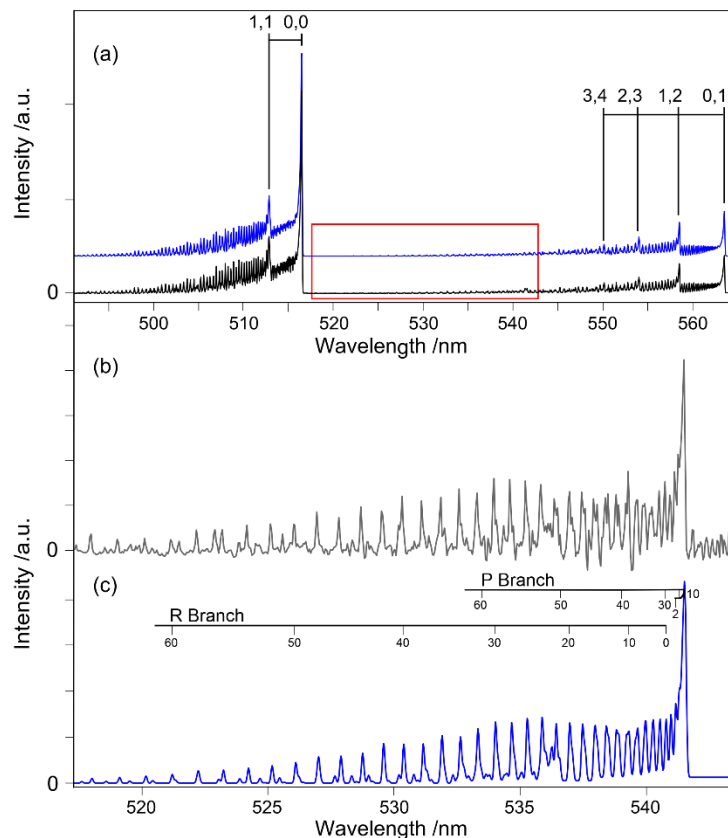 1,1 0,0
(a)
3,4 2,3 1,2 0,1
Intensity /a.u.
0
500 510 520 530 540 550 560
Wavelength /nm
(b)
Intensity /a.u.
0
(c)
P Branch
60 50 40 30 2 10
R Branch
60 50 40 30 20 10 0
Intensity /a.u.
0
520 525 530 535 540
Wavelength /nm